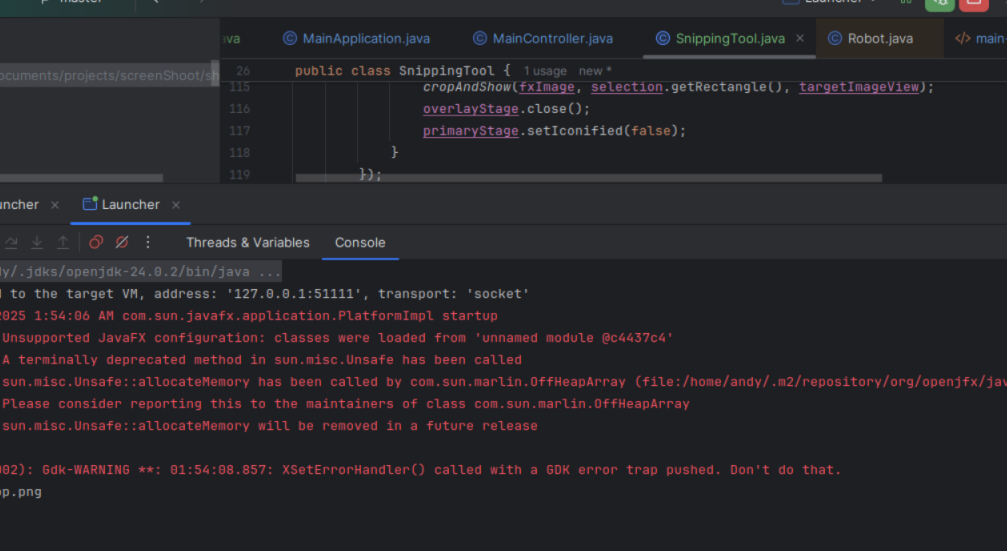 master
Launcher
va
MainApplication.java
MainController.java
SnippingTool.java ×
Robot.java
</> main-
ocuments/projects/screenShoot/sh
26 public class SnippingTool { 1 usage new *
115 cropAndShow(fxImage, selection.getRectangle(), targetImageView);
116 overlayStage.close();
117 primaryStage.setIconified(false);
118 }
119 });
uncher ×
Launcher ×
Threads & Variables
Console
dy/.jdks/openjdk-24.0.2/bin/java ...
d to the target VM, address: '127.0.0.1:51111', transport: 'socket'
2025 1:54:06 AM com.sun.javafx.application.PlatformImpl startup
Unsupported JavaFX configuration: classes were loaded from 'unnamed module @c4437c4'
A terminally deprecated method in sun.misc.Unsafe has been called
sun.misc.Unsafe::allocateMemory has been called by com.sun.marlin.OffHeapArray (file:/home/andy/.m2/repository/org/openjfx/jav
Please consider reporting this to the maintainers of class com.sun.marlin.OffHeapArray
sun.misc.Unsafe::allocateMemory will be removed in a future release
02): Gdk-WARNING **: 01:54:08.857: XSetErrorHandler() called with a GDK error trap pushed. Don't do that.
op.png